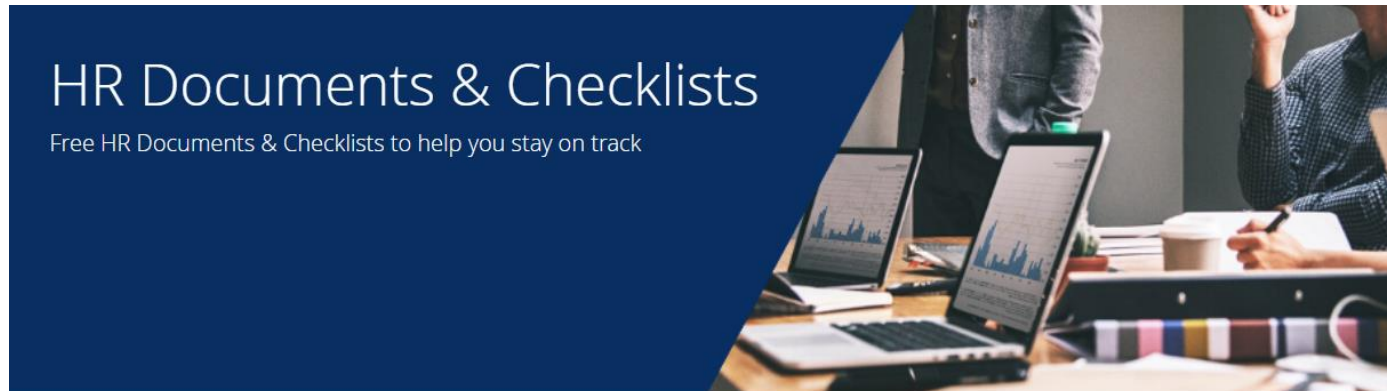 HR Documents & Checklists
Free HR Documents & Checklists to help you stay on track